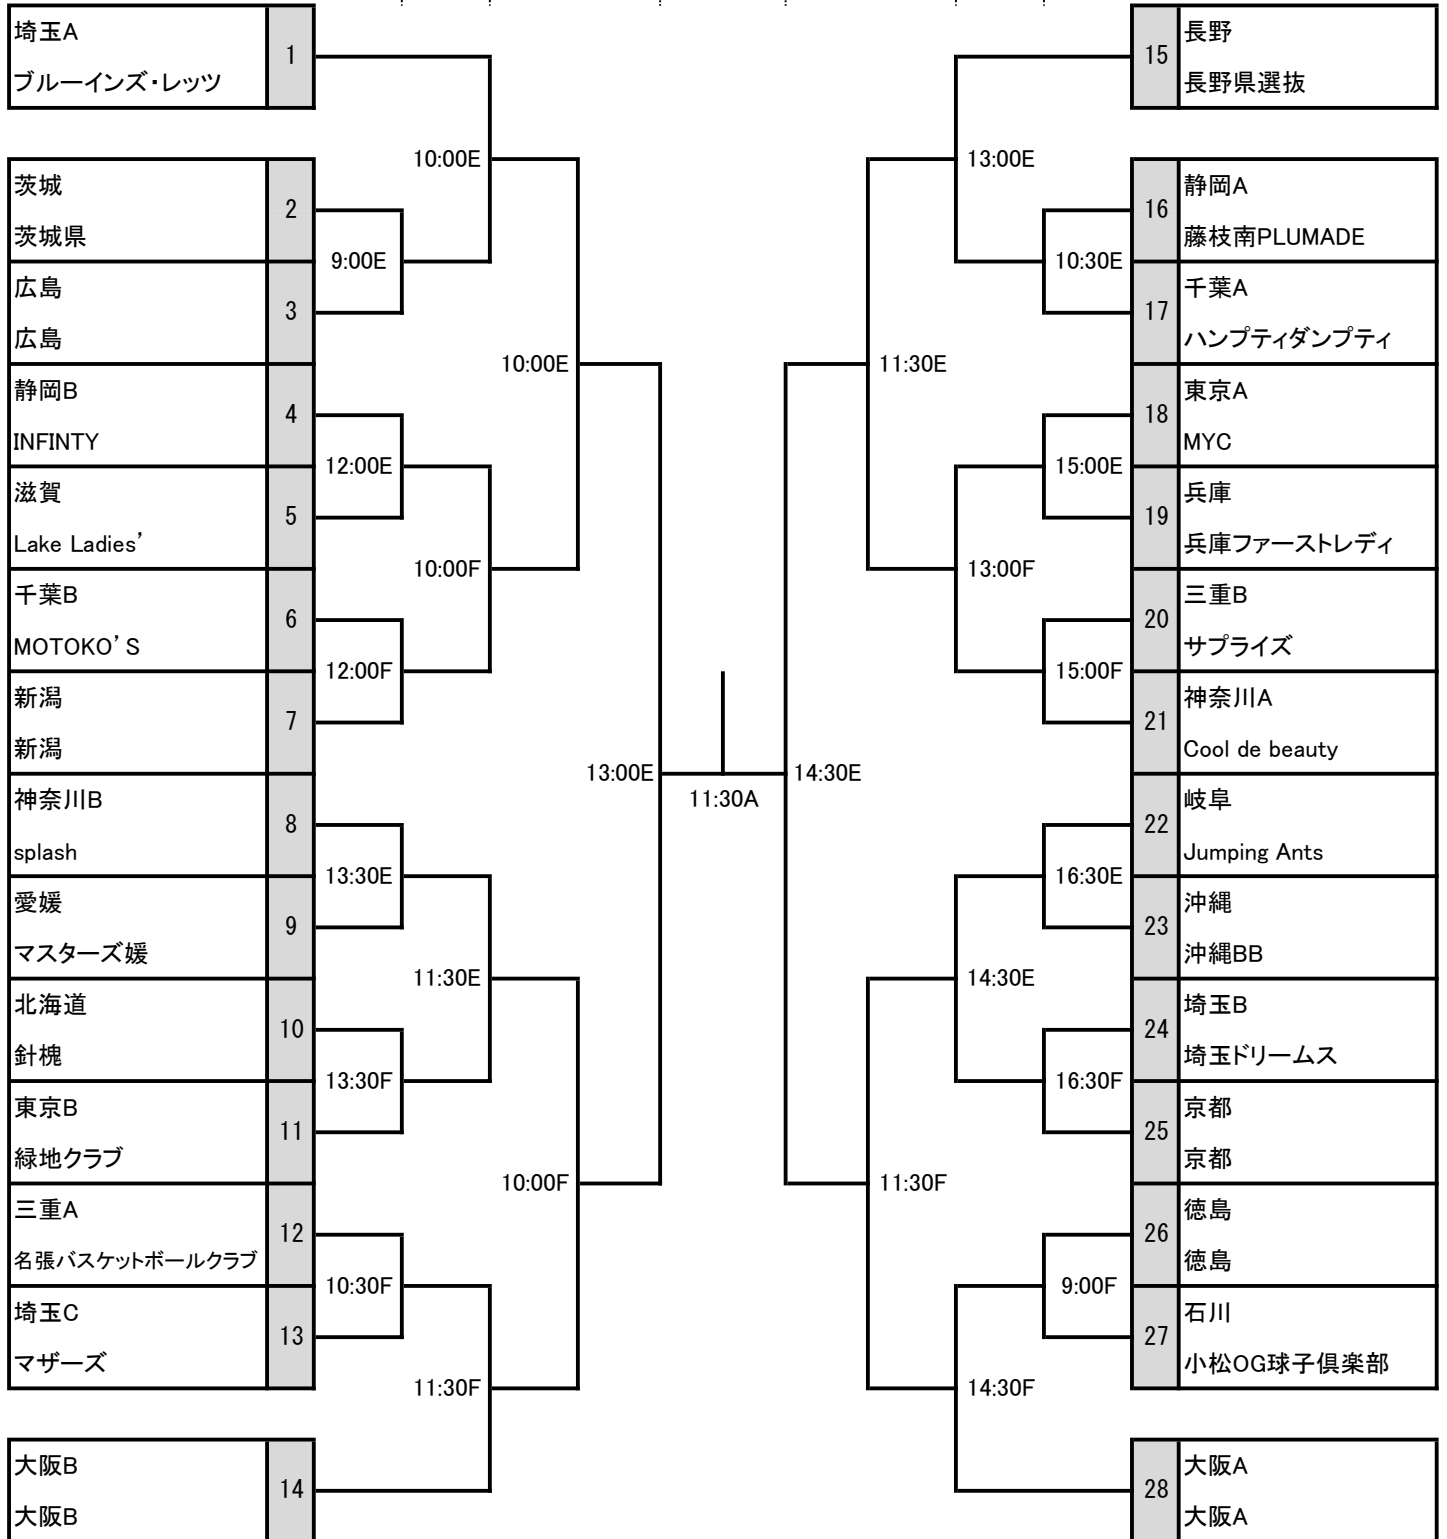 埼玉A
ブルーインズ・レッツ
1
茨城
茨城県
2
広島
広島
3
静岡B
INFINTY
4
滋賀
Lake Ladies’
5
千葉B
MOTOKO’S
6
新潟
新潟
7
神奈川B
splash
8
愛媛
マスターズ媛
9
北海道
針槐
10
東京B
緑地クラブ
11
三重A
名張バスケットボールクラブ
12
埼玉C
マザーズ
13
大阪B
大阪B
14
9:00E
12:00E
12:00F
13:30E
13:30F
10:30F
10:00E
10:00F
11:30E
11:30F
10:00E
10:00F
13:00E
11:30A
14:30E
11:30E
11:30F
13:00E
13:00F
14:30E
14:30F
10:30E
15:00E
15:00F
16:30E
16:30F
9:00F
15
長野
長野県選抜
16
静岡A
藤枝南PLUMADE
17
千葉A
ハンプティダンプティ
18
東京A
MYC
19
兵庫
兵庫ファーストレディ
20
三重B
サプライズ
21
神奈川A
Cool de beauty
22
岐阜
Jumping Ants
23
沖縄
沖縄BB
24
埼玉B
埼玉ドリームス
25
京都
京都
26
徳島
徳島
27
石川
小松OG球子倶楽部
28
大阪A
大阪A